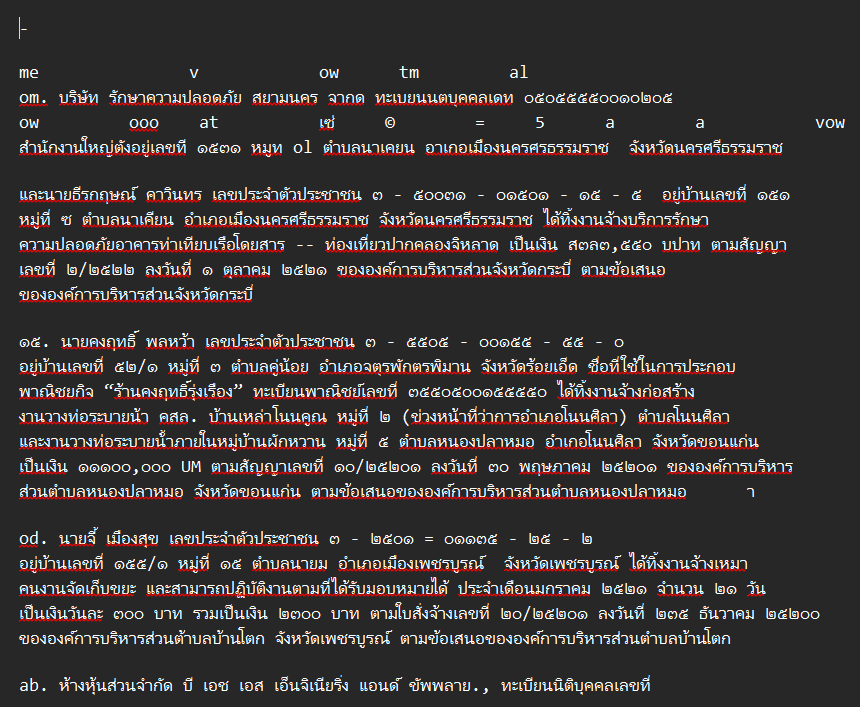 -
me v ow tm al
om. บริษัท รักษาความปลอดภัย สยามนคร จากด ทะเบยนนตบุคคลเดท ๐๕๐๕๕๕๕๐๐๑๐๒๐๕
ow ooo at เซ่ © = 5 a a vow
สำนักงานใหญ่ตังอยู่เลขที ๑๕๓๑ หมูท ol ตำบลนาเคยน อาเกอเมืองนครศรธรรมราช จังหวัดนครศรีธรรมราช
และนายธีรกฤษณ์ คาวินทร เลขประจำตัวประชาชน ๓ - ๕๐๐๓๑ - ๐๑๕๐๑ - ๑๕ - ๕ อยู่บ้านเลขที่ ๑๕๑
หมู่ที่ ซ ตำบลนาเคียน อำเภอเมืองนครศรีธรรมราช จังหวัดนครศรีธรรมราช ได้ทิ้งงานจ้างบริการรักษา
ความปลอดภัยอาคารท่าเทียบเรือโดยสาร -- ท่องเที่ยวปากคลองจิหลาด เป็นเงิน ส๓ล๓,๕๕๐ บปาท ตามสัญญา
เลขที่ ๒/๒๕๒๒ ลงวันที่ ๑ ตุลาคม ๒๕๒๑ ขององค์การบริหารส่วนจังหวัดกระบี่ ตามข้อเสนอ
ขององค์การบริหารส่วนจังหวัดกระบี่
๑๕. นายคงฤทธิ์ พลหว้า เลขประจำตัวประชาชน ๓ - ๕๕๐๕ - ๐๐๑๕๕ - ๕๕ - ๐
อยู่บ้านเลขที่ ๕๒/๑ หมู่ที่ ๓ ตำบลคู่น้อย อำเภอจตุรพักตรพิมาน จังหวัดร้อยเอ็ด ชื่อที่ใช้ในการประกอบ
พาณิชยกิจ “ร้านคงฤทธิ์รุ่งเรือง” ทะเบียนพาณิชย์เลขที่ ๓๕๕๐๕๐๐๑๕๕๕๕๐ ได้ทิ้งงานจ้างก่อสร้าง
งานวางท่อระบายน้า คสล. บ้านเหล่าโนนคูณ หมู่ที่ ๒ (ช่วงหน้าที่ว่าการอำเภอโนนศิลา) ตำบลโนนศิลา
และงานวางท่อระบายน้ำภายในหมู่บ้านผักหวาน หมู่ที่ ๕ ตำบลหนองปลาหมอ อำเภอโนนศิลา จังหวัดขอนแก่น
เป็นเงิน ๑๑๑๐๐,๐๐๐ UM ตามสัญญาเลขที่ ๑๐/๒๕๒๐๑ ลงวันที่ ๓๐ พฤษภาคม ๒๕๒๐๑ ขององค์การบริหาร
ส่วนตำบลหนองปลาหมอ จังหวัดขอนแก่น ตามข้อเสนอขององค์การบริหารส่วนตำบลหนองปลาหมอ า
od. นายจี้ เมืองสุข เลขประจำตัวประชาชน ๓ - ๒๕๐๑ = ๐๑๑๓๕ - ๒๕ - ๒
อยู่บ้านเลขที่ ๑๕๕/๑ หมู่ที่ ๑๕ ตำบลนายม อำเภอเมืองเพชรบูรณ์ จังหวัดเพชรบูรณ์ ได้ทิ้งงานจ้างเหมา
คนงานจัดเก็บขยะ และสามารถปฏิบัติงานตามที่ได้รับมอบหมายได้ ประจำเดือนมกราคม ๒๕๒๑ จำนวน ๒๑ วัน
เป็นเงินวันละ ๓๐๐ บาท รวมเป็นเงิน ๒๓๐๐ บาท ตามใบสั่งจ้างเลขที่ ๒๐/๒๕๒๐๑ ลงวันที่ ๒๓๕ ธันวาคม ๒๕๒๐๐
ขององค์การบริหารส่วนต้าบลบ้านโตก จังหวัดเพชรบูรณ์ ตามข้อเสนอขององค์การบริหารส่วนตำบลบ้านโตก
ab. ห้างหุ้นส่วนจำกัด บี เอช เอส เอ็นจิเนียริ่ง แอนด์ ขัพพลาย., ทะเบียนนิติบุคคลเลขที่